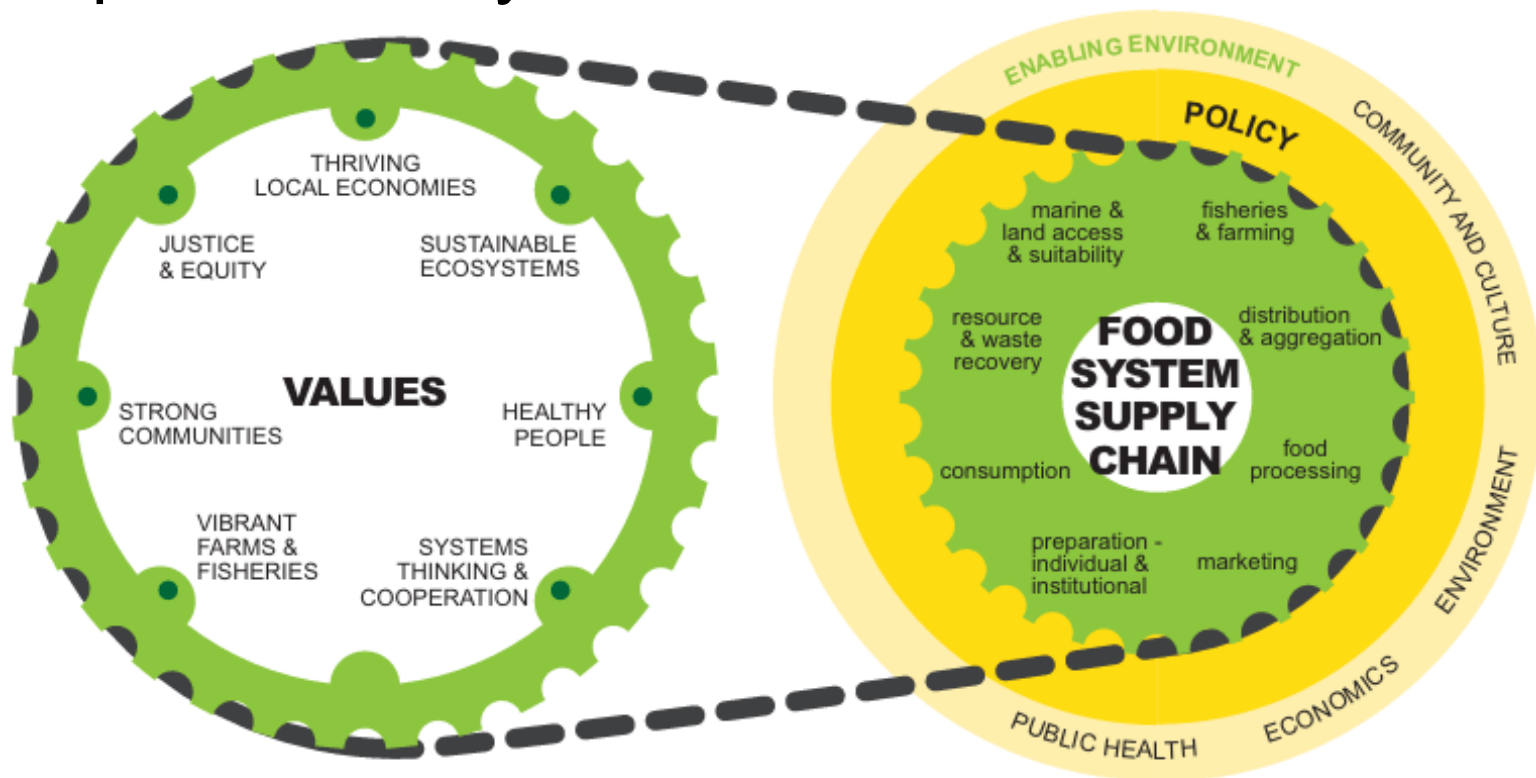 THRIVING
LOCAL ECONOMIES
JUSTICE
& EQUITY
SUSTAINABLE
ECOSYSTEMS
VALUES
STRONG
COMMUNITIES
HEALTHY
PEOPLE
VIBRANT
FARMS &
FISHERIES
SYSTEMS
THINKING &
COOPERATION
ENABLING ENVIRONMENT
POLICY
COMMUNITY AND CULTURE
ENVIRONMENT
ECONOMICS
PUBLIC HEALTH
marine &
land access
& suitability
fisheries
& farming
resource
& waste
recovery
distribution
& aggregation
FOOD
SYSTEM
SUPPLY
CHAIN
consumption
food
processing
preparation -
individual &
institutional
marketing